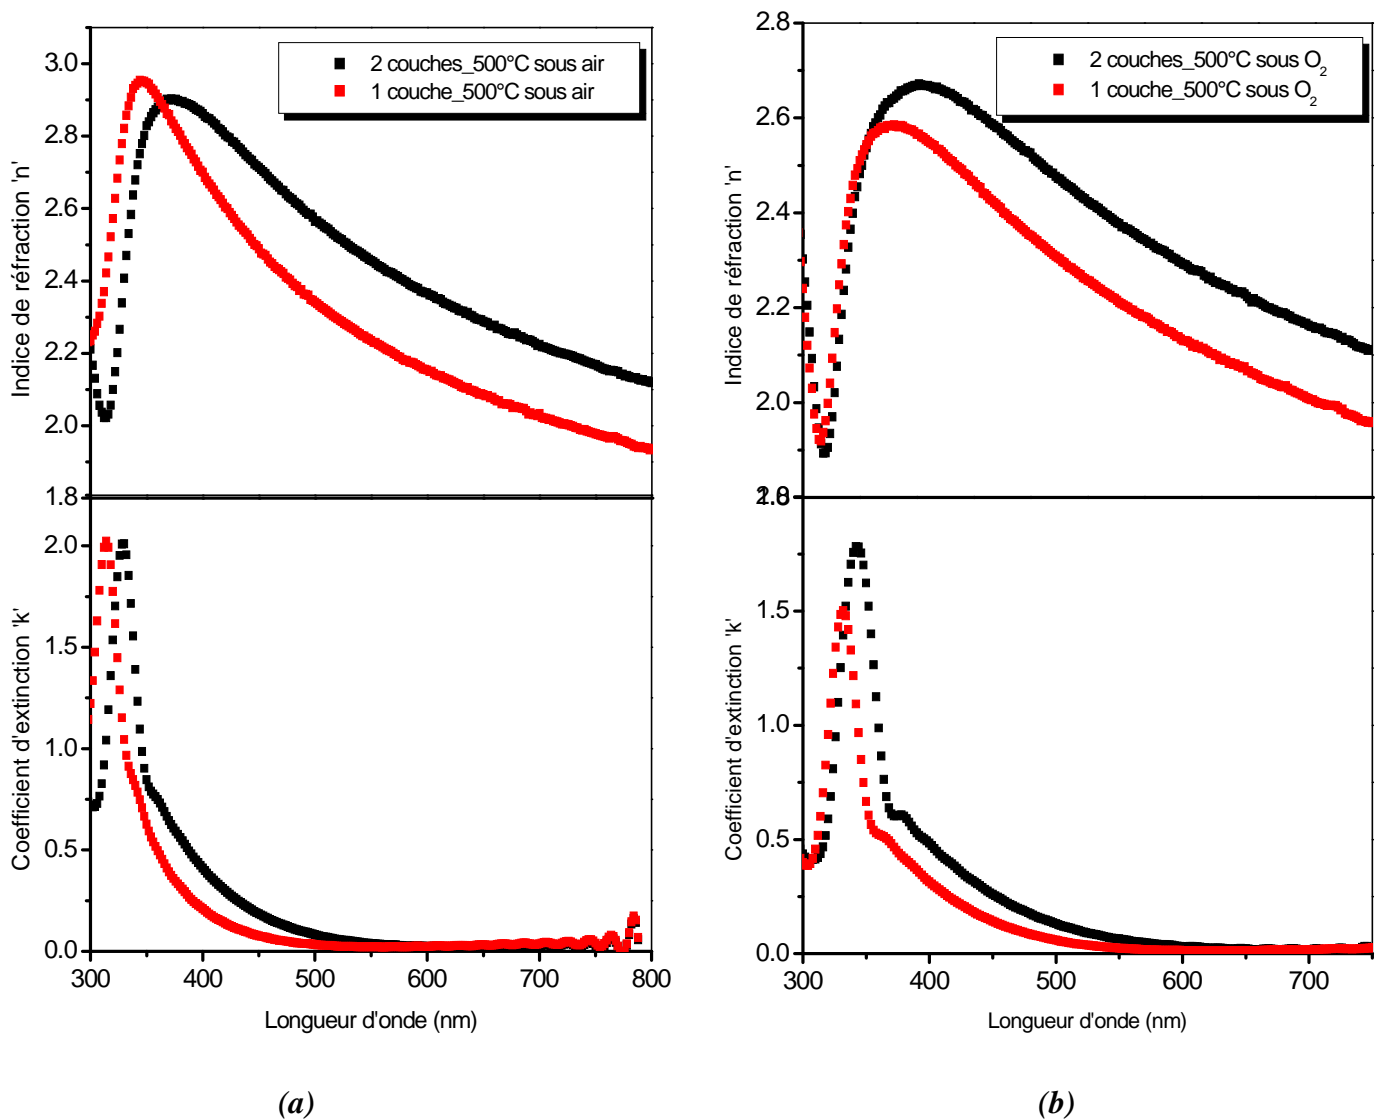 2 couches_500°C sous air
1 couche_500°C sous air
3.0
2.8
2.6
2.4
2.2
2.0
1.8
Indice de réfraction 'n'
2.0
1.5
1.0
0.5
0.0
Coefficient d'extinction 'k'
300 400 500 600 700 800
Longueur d'onde (nm)
(a)
2 couches_500°C sous O2
1 couche_500°C sous O2
2.8
2.6
2.4
2.2
2.0
Indice de réfraction 'n'
1.5
1.0
0.5
0.0
Coefficient d'extinction 'k'
300 400 500 600 700
Longueur d'onde (nm)
(b)